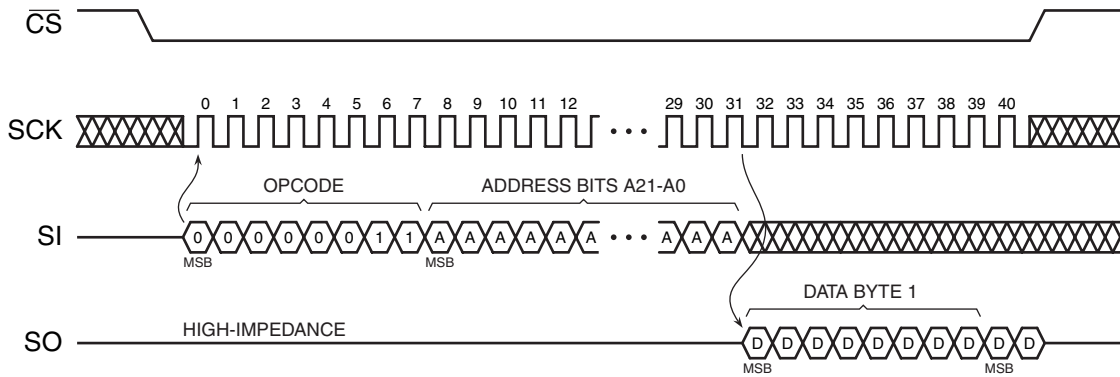 CS
0 1 2 3 4 5 6 7 8 9 10 11 12 29 30 31 32 33 34 35 36 37 38 39 40
SCK
OPCODE ADDRESS BITS A21-A0
SI 0 0 0 0 0 0 1 1 A A A A A A A A A
MSB MSB
DATA BYTE 1
HIGH-IMPEDANCE
SO D D D D D D D D D D
MSB MSB